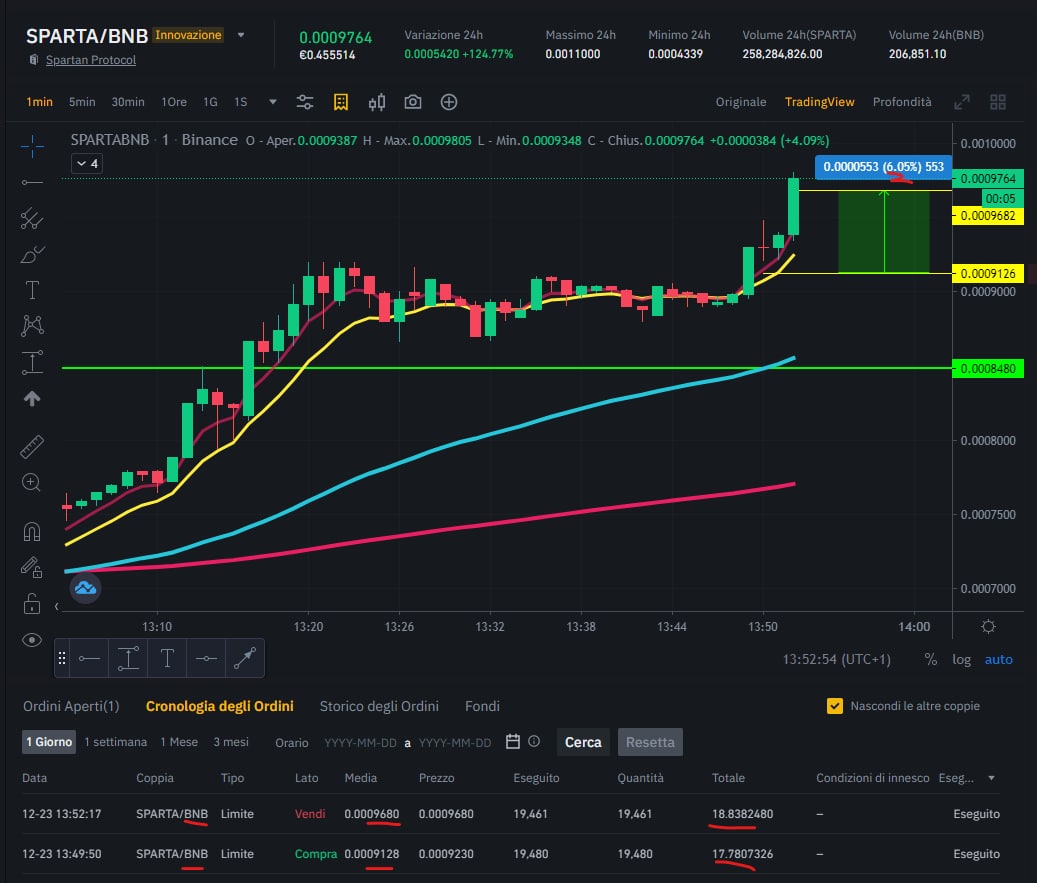 SPARTA/BNB Innovazione
Spartan Protocol
0.0009764
€0.455514
Variazione 24h
0.0005420 +124.77%
Massimo 24h
0.0011000
Minimo 24h
0.0004339
Volume 24h(SPARTA)
258,284,826.00
Volume 24h(BNB)
206,851.10
1min 5min 30min 1Ore 1G 1S Originale TradingView Profondità
SPARTABNB · 1 · Binance O - Aper.0.0009387 H - Max.0.0009805 L - Min.0.0009348 C - Chius.0.0009764 +0.0000384 (+4.09%)
4
0.0000553 (6.05%) 553
0.0010000
0.0009764
00:05
0.0009682
0.0009126
0.0009000
0.0008480
0.0008000
0.0007500
0.0007000
13:10 13:20 13:26 13:32 13:38 13:44 13:50 14:00
13:52:54 (UTC+1) % log auto
Ordini Aperti(1) Cronologia degli Ordini Storico degli Ordini Fondi Nascondi le altre coppie
1 Giorno 1 settimana 1 Mese 3 mesi Orario YYYY-MM-DD a YYYY-MM-DD Cerca Resetta
Data Coppia Tipo Lato Media Prezzo Eseguito Quantità Totale Condizioni di innesco Eseg...
12-23 13:52:17 SPARTA/BNB Limite Vendi 0.0009680 0.0009680 19,461 19,461 18.8382480 – Eseguito
12-23 13:49:50 SPARTA/BNB Limite Compra 0.0009128 0.0009230 19,480 19,480 17.7807326 – Eseguito